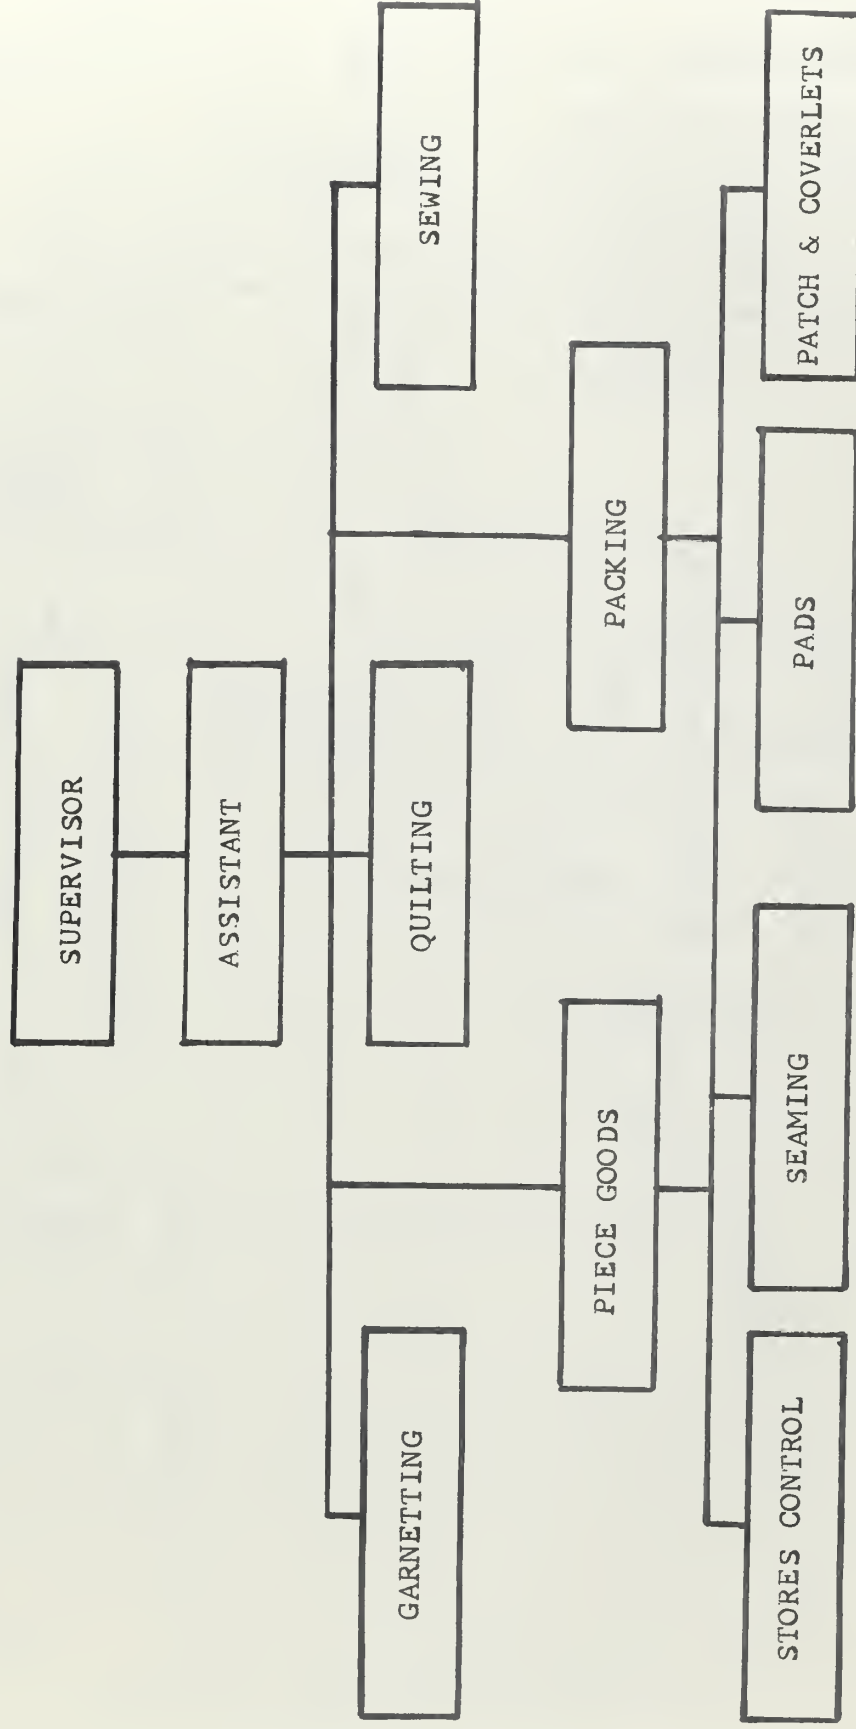 SUPERVISOR
ASSISTANT
GARNETTING
QUILTING
SEWING
PIECE GOODS
PACKING
STORES CONTROL
SEAMING
PADS
PATCH & COVERLETS